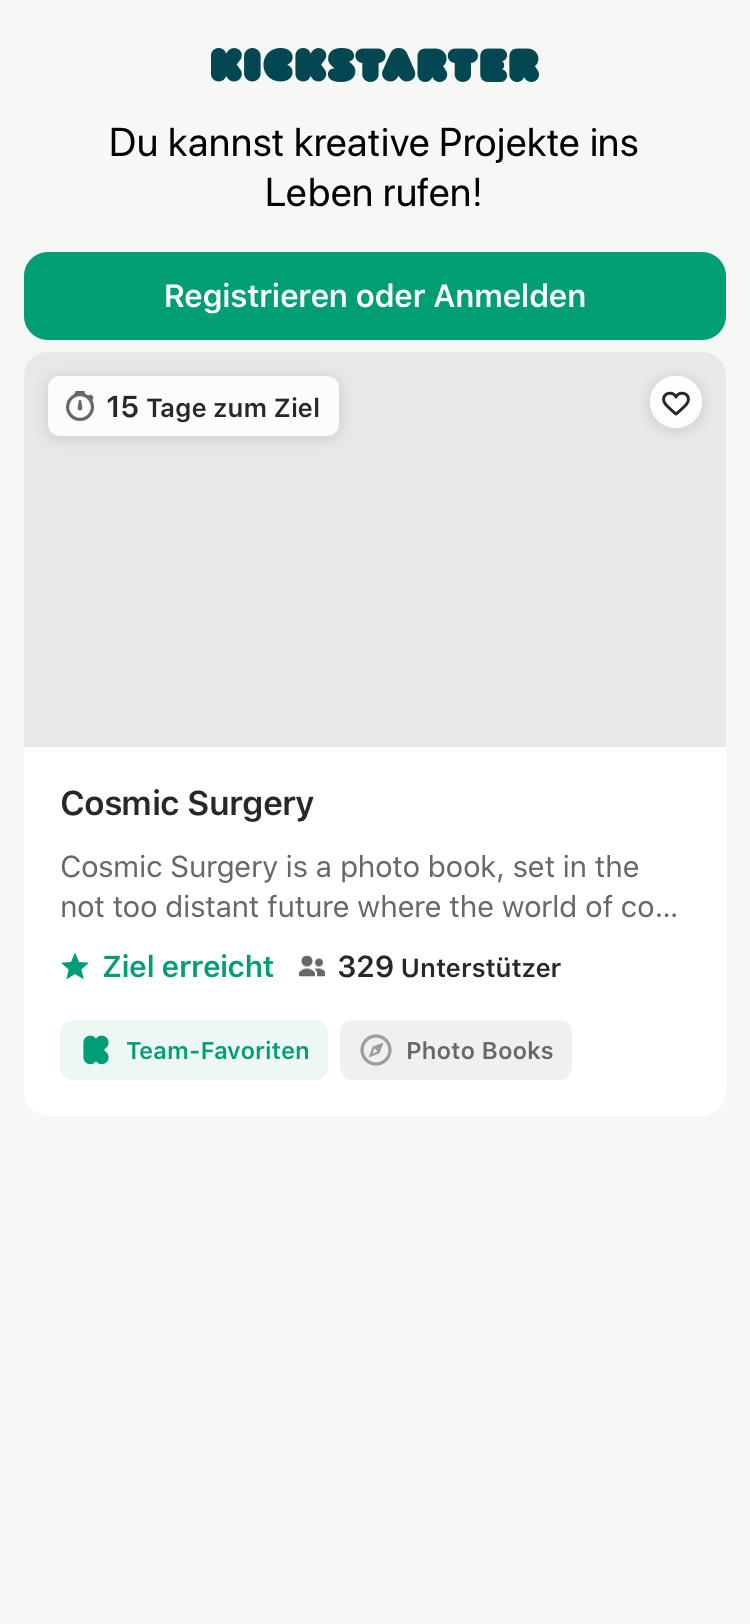 KICKSTARTER
Du kannst kreative Projekte ins
Leben rufen!
Registrieren oder Anmelden
15 Tage zum Ziel
Cosmic Surgery
Cosmic Surgery is a photo book, set in the
not too distant future where the world of co...
Ziel erreicht 329 Unterstützer
Team-Favoriten Photo Books